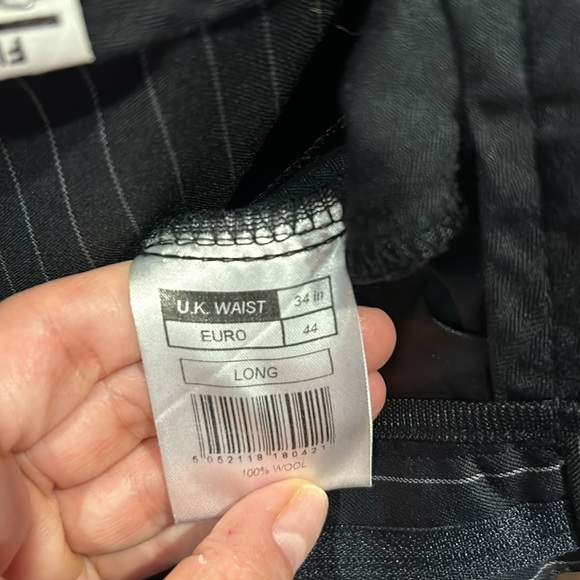 U.K. WAIST 34 in
EURO 44
LONG
5 052118 180421
100% WOOL